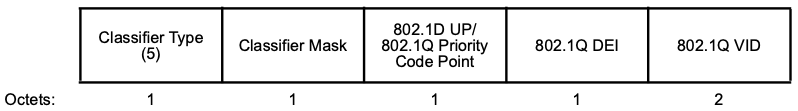 Classifier Type
(5)
Classifier Mask
802.1D UP/
802.1Q Priority
Code Point
802.1Q DEI
802.1Q VID
Octets: 1 1 1 1 2